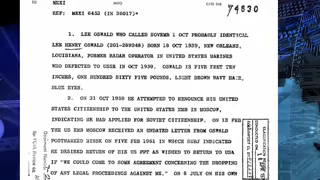 MEXI
74830
REF: MEXI 6453 (IN 36017)*
1. LEE OSWALD WHO CALLED SOVEMB 1 OCT PROBABLY IDENTICAL
LEE HENRY OSWALD (201-289248) BORN 18 OCT 1939, NEW ORLEANS,
LOUISIANA, FORMER RADAR OPERATOR IN UNITED STATES MARINES
WHO DEFECTED TO USSR IN OCT 1959. OSWALD IS FIVE FEET TEN
INCHES, ONE HUNDRED SIXTY FIVE POUNDS, LIGHT BROWN WAVY HAIR,
BLUE EYES.
2. ON 31 OCT 1959 HE ATTEMPTED TO RENOUNCE HIS UNITED
STATES CITIZENSHIP TO THE UNITED STATES EMB IN MOSCOW,
INDICATING HE HAD APPLIED FOR SOVIET CITIZENSHIP. ON 13 FEB
THE US EMB MOSCOW RECEIVED AN UNDATED LETTER FROM OSWALD
POSTMARKED MINSK ON FIVE FEB 1961 IN WHICH SUBJ INDICATED
HE DESIRED RETURN OF HIS US PPT AS WISHED TO RETURN TO USA
IF "WE COULD COME TO SOME AGREEMENT CONCERNING THE DROPPING
OF ANY LEGAL PROCEEDINGS AGAINST ME." ON 8 JULY ON HIS OWN